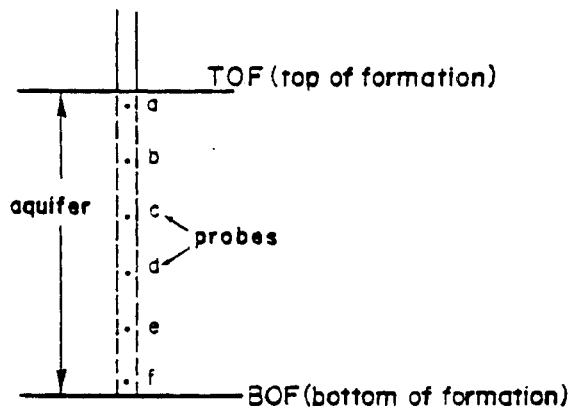 TOF (top of formation)
a
b
aquifer
c
probes
d
e
f
BOF (bottom of formation)